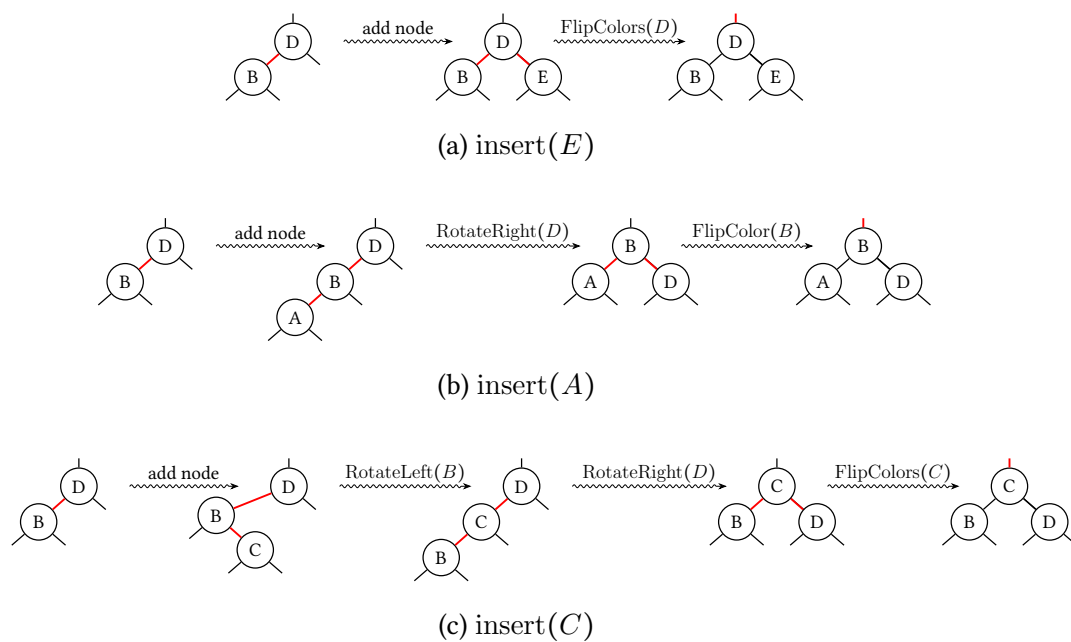 add node FlipColors(D)
D D D
B B E B E
(a) insert(E)
add node RotateRight(D) FlipColor(B)
D D B B
B B A D A D
A
(b) insert(A)
add node RotateLeft(B) RotateRight(D) FlipColors(C)
D D D C C
B B C B D B D
C B
(c) insert(C)